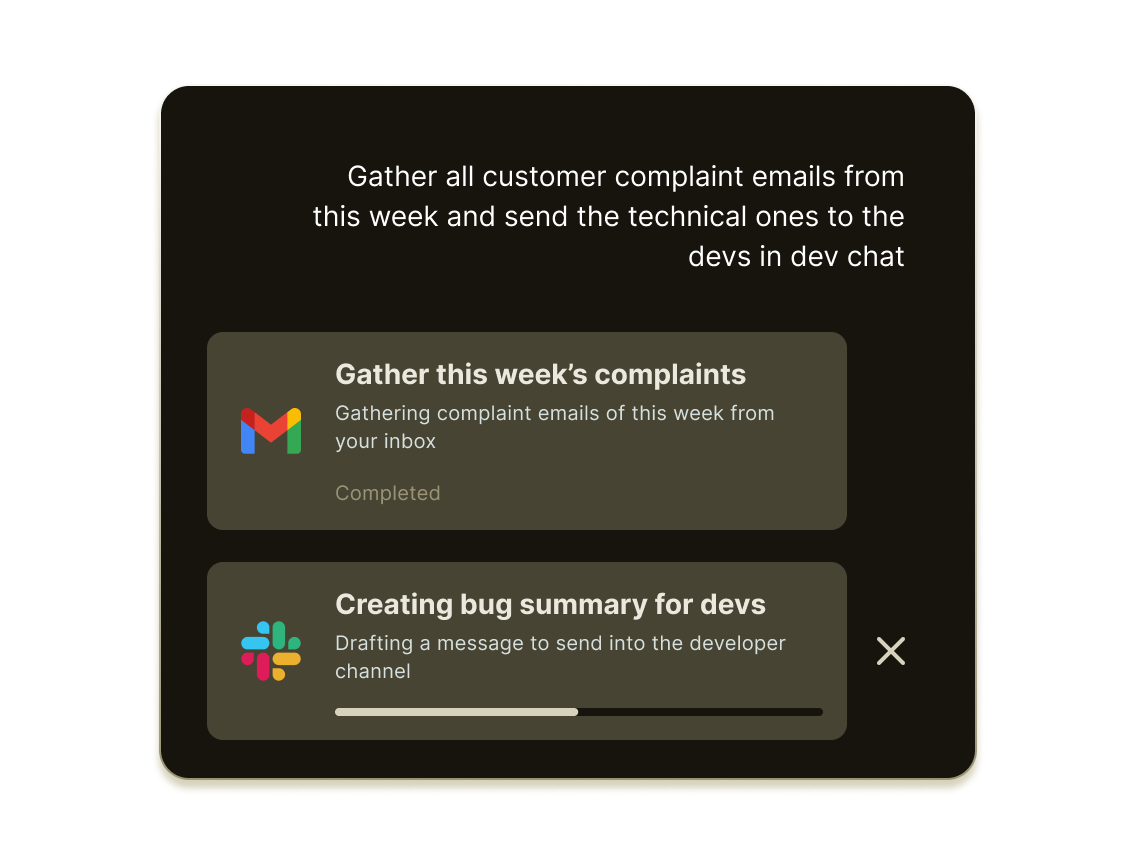 Gather all customer complaint emails from
this week and send the technical ones to the
devs in dev chat
Gather this week’s complaints
Gathering complaint emails of this week from
your inbox
Completed
Creating bug summary for devs
Drafting a message to send into the developer
channel